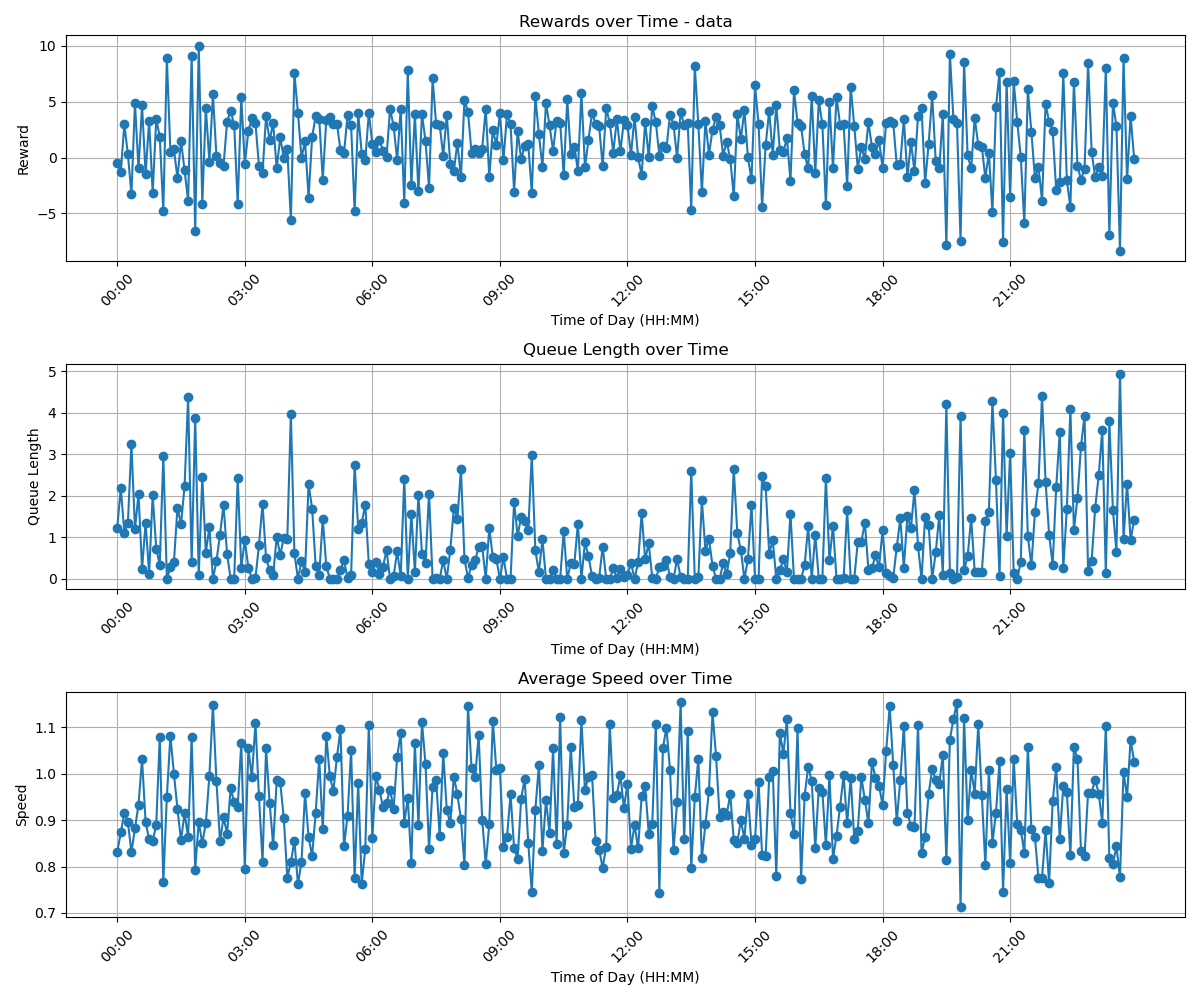 Rewards over Time - data
10
5
0
−5
Reward
00:00 03:00 06:00 09:00 12:00 15:00 18:00 21:00
Time of Day (HH:MM)
Queue Length over Time
5
4
3
2
1
0
Queue Length
00:00 03:00 06:00 09:00 12:00 15:00 18:00 21:00
Time of Day (HH:MM)
Average Speed over Time
1.1
1.0
0.9
0.8
0.7
Speed
00:00 03:00 06:00 09:00 12:00 15:00 18:00 21:00
Time of Day (HH:MM)